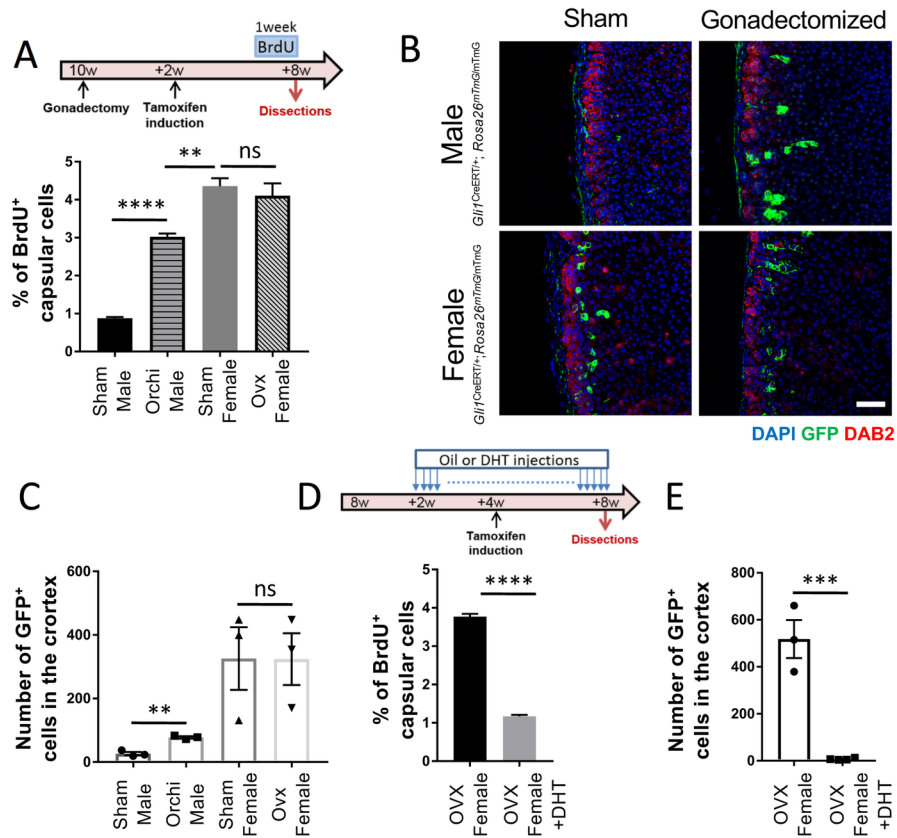 A
1week
BrdU
10w +2w +8w
Gonadectomy
Tamoxifen
induction
Dissections
% of BrdU+
capsular cells
5
4
3
2
1
0
**** ** ns
Sham
Male
Orchi
Male
Sham
Female
Ovx
Female
B
Sham Gonadectomized
Male
Gli1CreERT/+; Rosa26mTmG/mTmG
Female
Gli1CreERT/+;Rosa26mTmG/mTmG
DAPI GFP DAB2
C
Number of GFP+
cells in the crortex
600
400
200
0
** ns
Sham
Male
Orchi
Male
Sham
Female
Ovx
Female
D
Oil or DHT injections
8w +2w +4w +8w
Tamoxifen
induction
Dissections
% of BrdU+
capsular cells
5
4
3
2
1
0
****
OVX
Female
OVX
Female
+DHT
E
Number of GFP+
cells in the cortex
800
600
400
200
0
***
OVX
Female
OVX
Female
+DHT